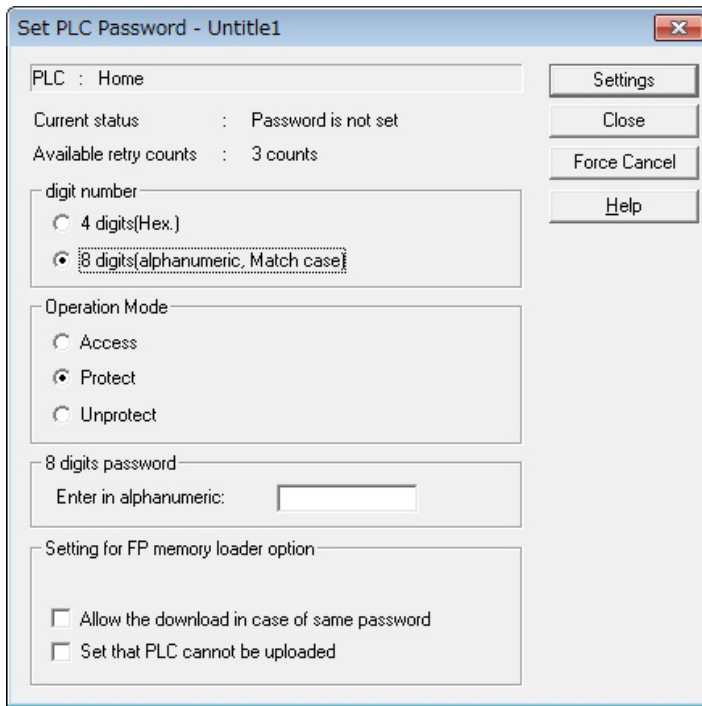 Set PLC Password - Untitle1
PLC : Home
Settings
Current status : Password is not set
Close
Available retry counts : 3 counts
Force Cancel
digit number
Help
4 digits(Hex.)
8 digits(alphanumeric, Match case)
Operation Mode
Access
Protect
Unprotect
8 digits password
Enter in alphanumeric:
Setting for FP memory loader option
Allow the download in case of same password
Set that PLC cannot be uploaded